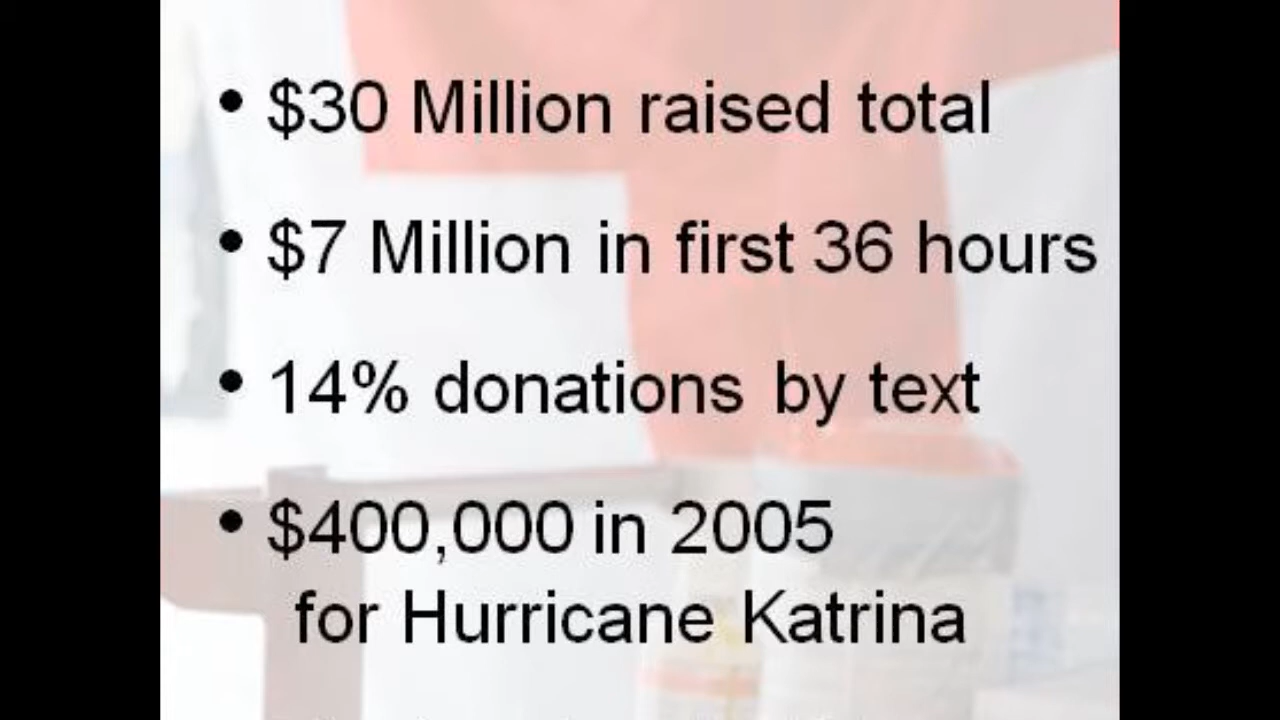 • $30 Million raised total
• $7 Million in first 36 hours
• 14% donations by text
• $400,000 in 2005
for Hurricane Katrina